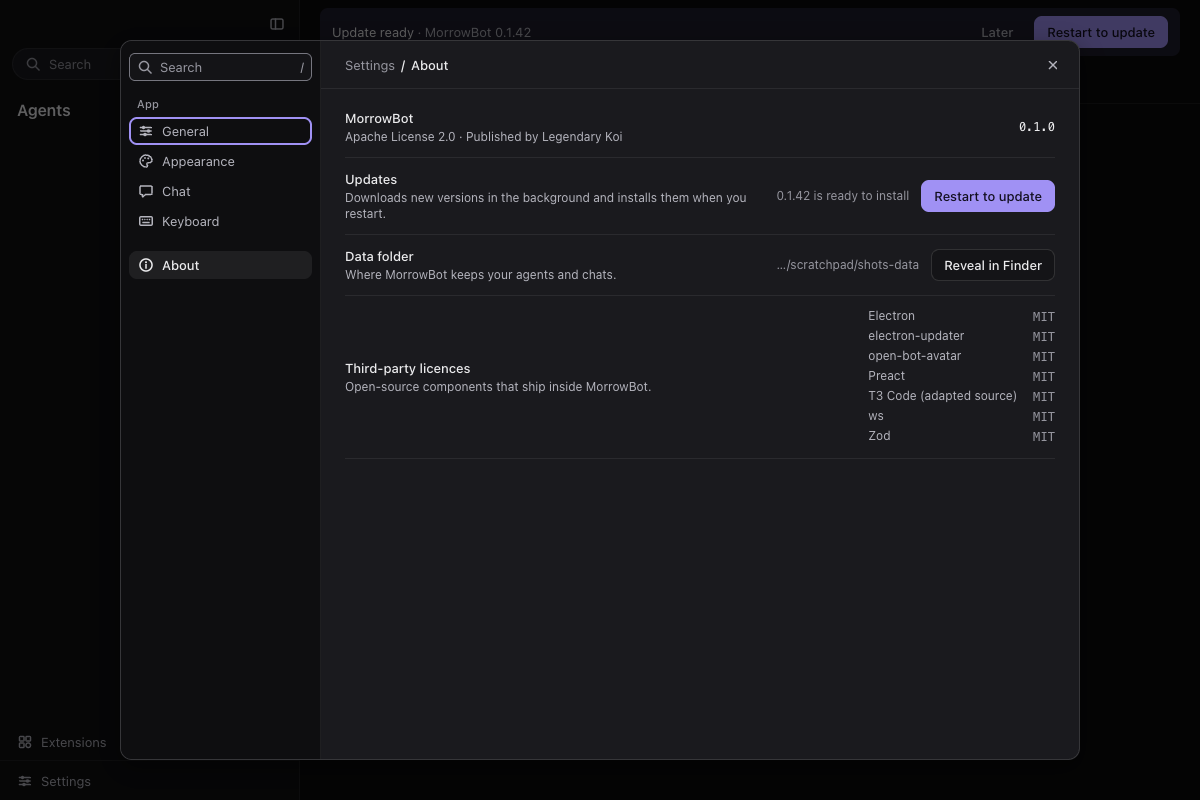 Update ready · MorrowBot 0.1.42
Later
Restart to update
Search
Agents
Extensions
Settings
Search /
App
General
Appearance
Chat
Keyboard
About
Settings / About
MorrowBot
Apache License 2.0 · Published by Legendary Koi
0.1.0
Updates
Downloads new versions in the background and installs them when you
restart.
0.1.42 is ready to install
Restart to update
Data folder
Where MorrowBot keeps your agents and chats.
.../scratchpad/shots-data
Reveal in Finder
Third-party licences
Open-source components that ship inside MorrowBot.
Electron MIT
electron-updater MIT
open-bot-avatar MIT
Preact MIT
T3 Code (adapted source) MIT
ws MIT
Zod MIT